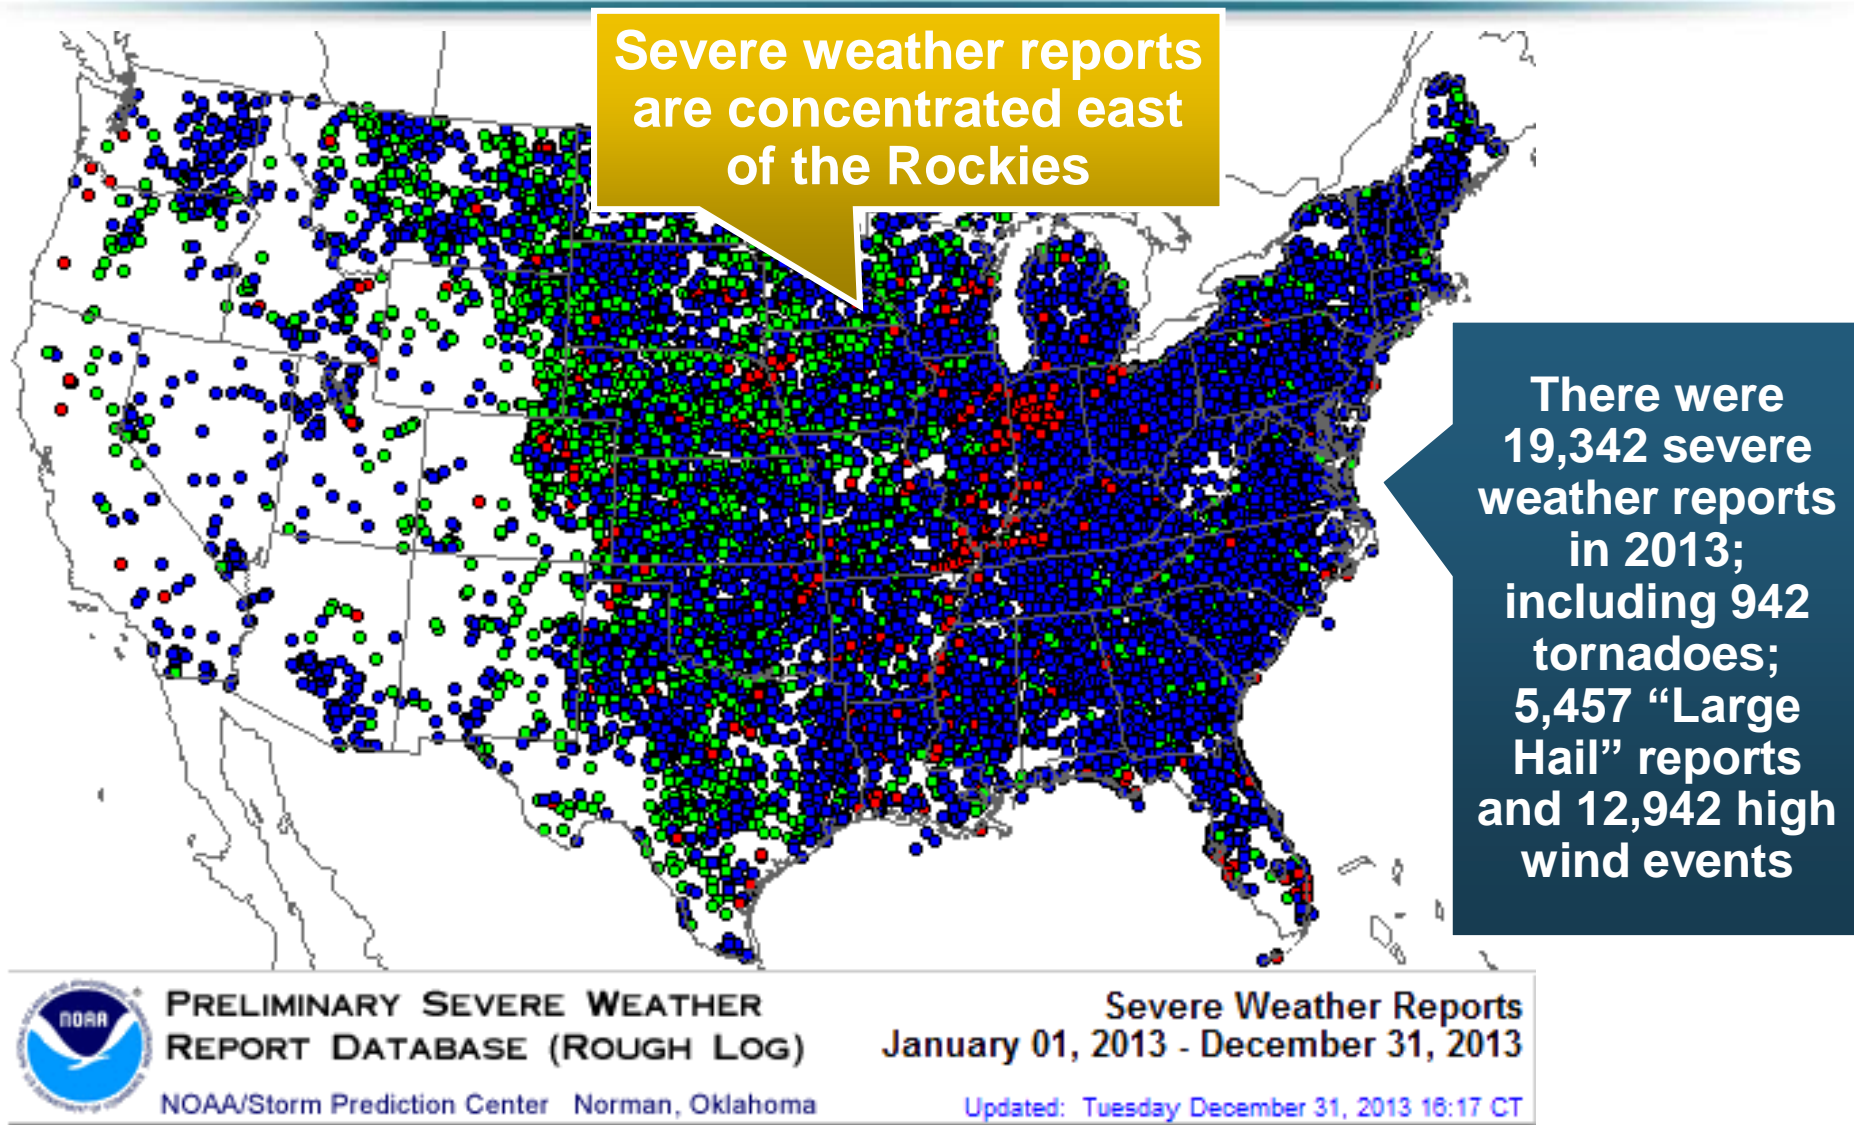 Severe weather reports
are concentrated east
of the Rockies
There were
19,342 severe
weather reports
in 2013;
including 942
tornadoes;
5,457 “Large
Hail” reports
and 12,942 high
wind events
NOAA
PRELIMINARY SEVERE WEATHER
REPORT DATABASE (ROUGH LOG)
NOAA/Storm Prediction Center Norman, Oklahoma
Severe Weather Reports
January 01, 2013 - December 31, 2013
Updated: Tuesday December 31, 2013 16:17 CT